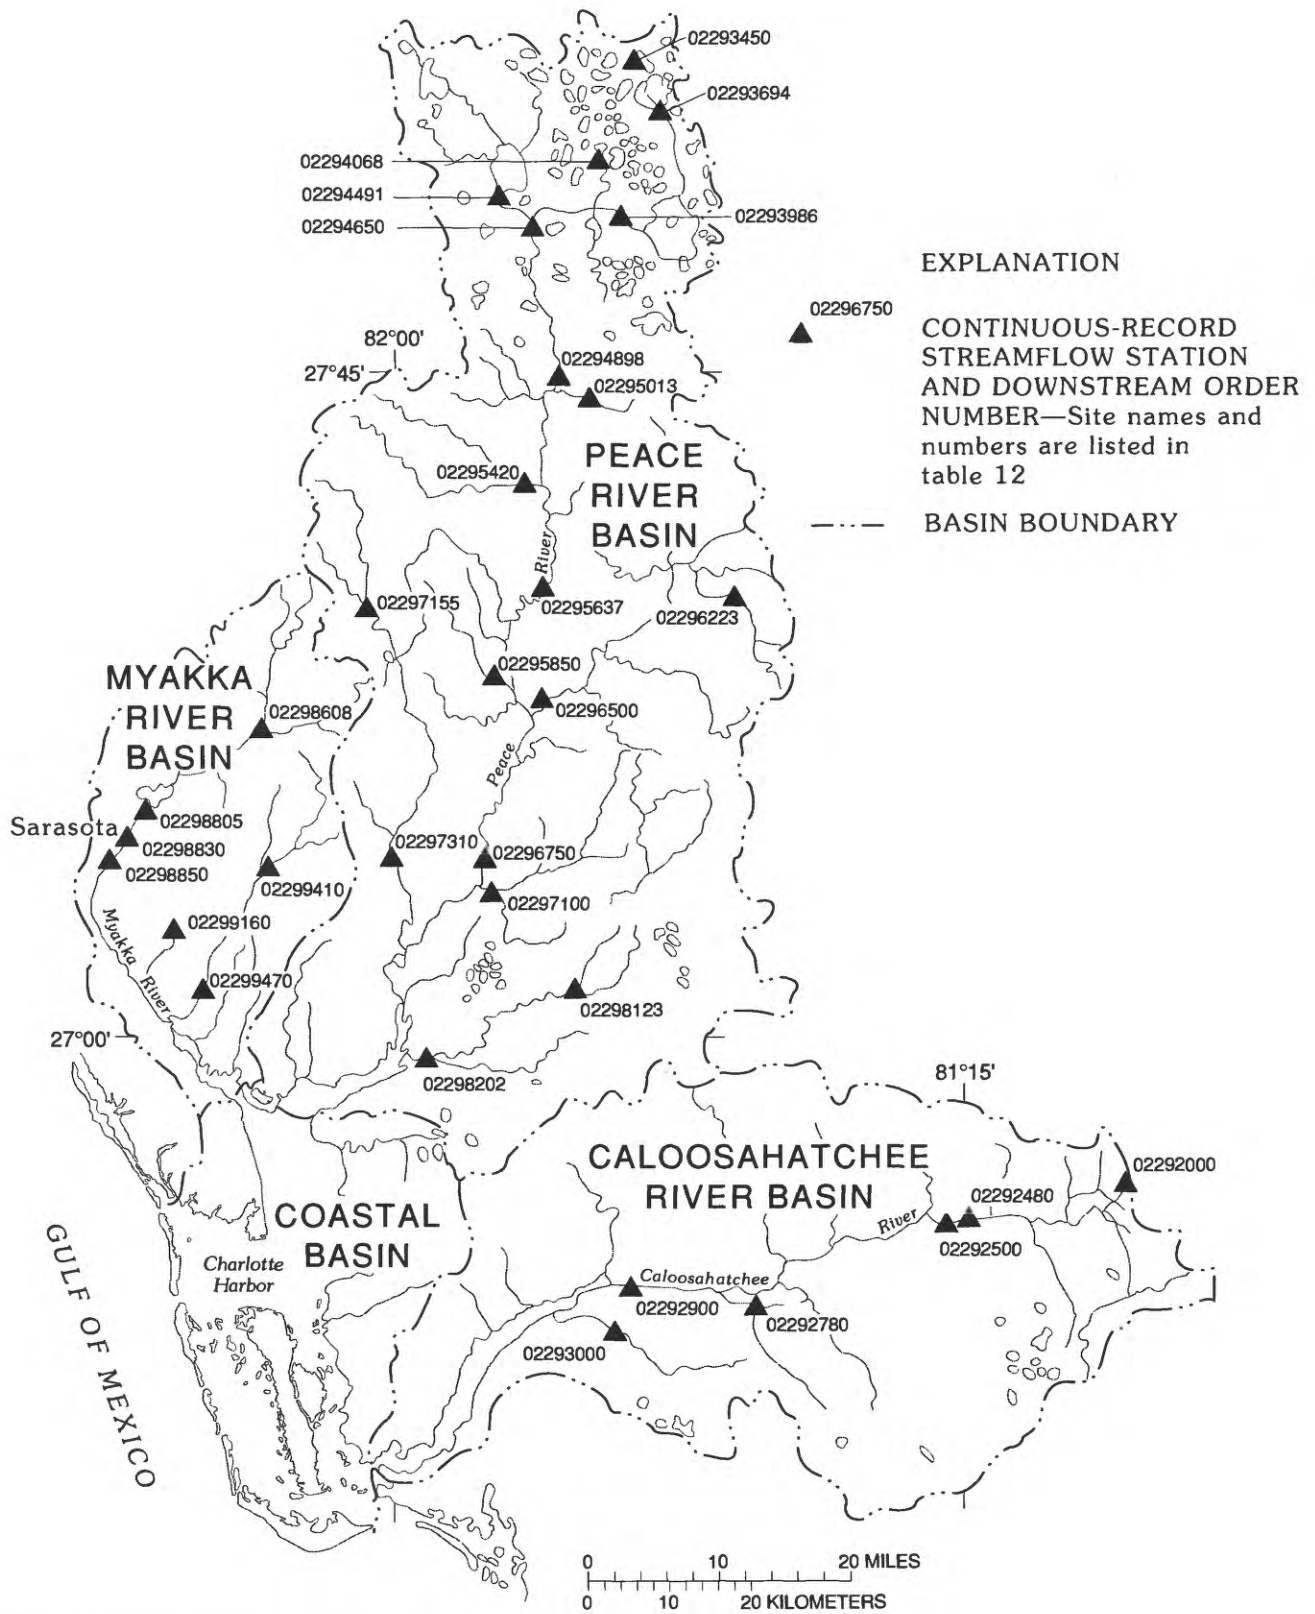 02293450
02293694
02294068
02294491
02294650
02293986
EXPLANATION
02296750
CONTINUOUS-RECORD
STREAMFLOW STATION
AND DOWNSTREAM ORDER
NUMBER—Site names and
numbers are listed in
table 12
BASIN BOUNDARY
82°00'
27°45'
02294898
02295013
PEACE
RIVER
BASIN
02295420
River
02295637
02297155
02296223
02295850
02296500
MYAKKA
RIVER
BASIN
02298608
Peace
Sarasota
02298805
02298830
02298850
02297310
02296750
02299410
02297100
02299160
Myakka
River
02299470
02298123
27°00'
02298202
81°15'
CALOOSAHATCHEE
RIVER BASIN
02292000
02292480
River
02292500
COASTAL
BASIN
Charlotte
Harbor
Caloosahatchee
02292900
02292780
02293000
GULF OF MEXICO
0 10 20 MILES
0 10 20 KILOMETERS